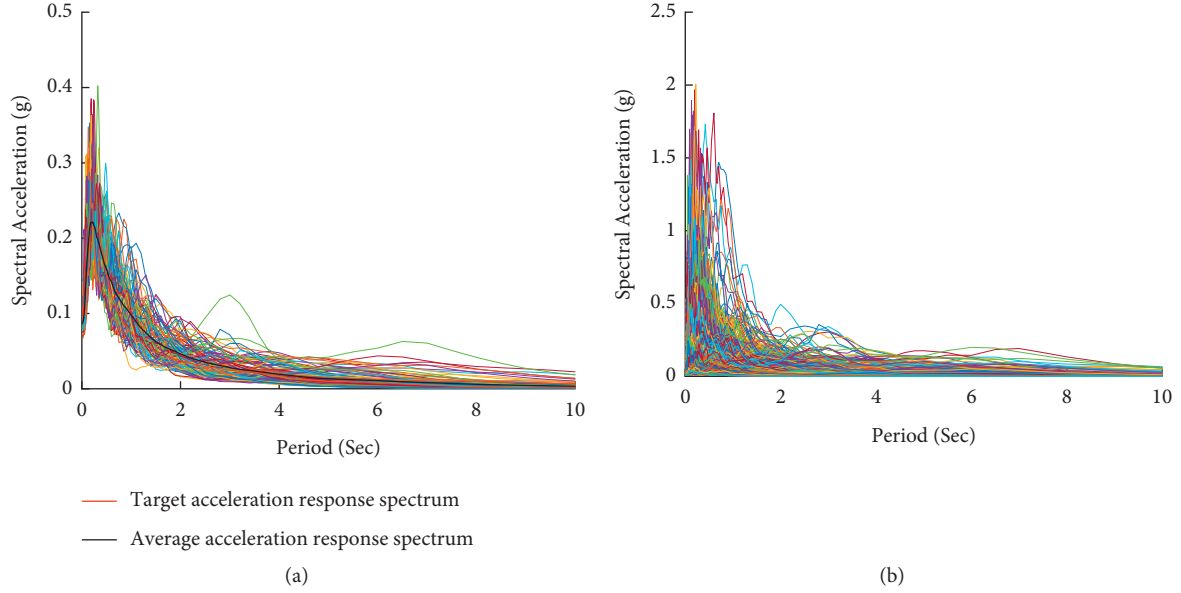 0.5
0.4
0.3
0.2
0.1
0
Spectral Acceleration (g)
0 2 4 6 8 10
Period (Sec)
Target acceleration response spectrum
Average acceleration response spectrum
(a)
2.5
2
1.5
1
0.5
0
Spectral Acceleration (g)
0 2 4 6 8 10
Period (Sec)
(b)